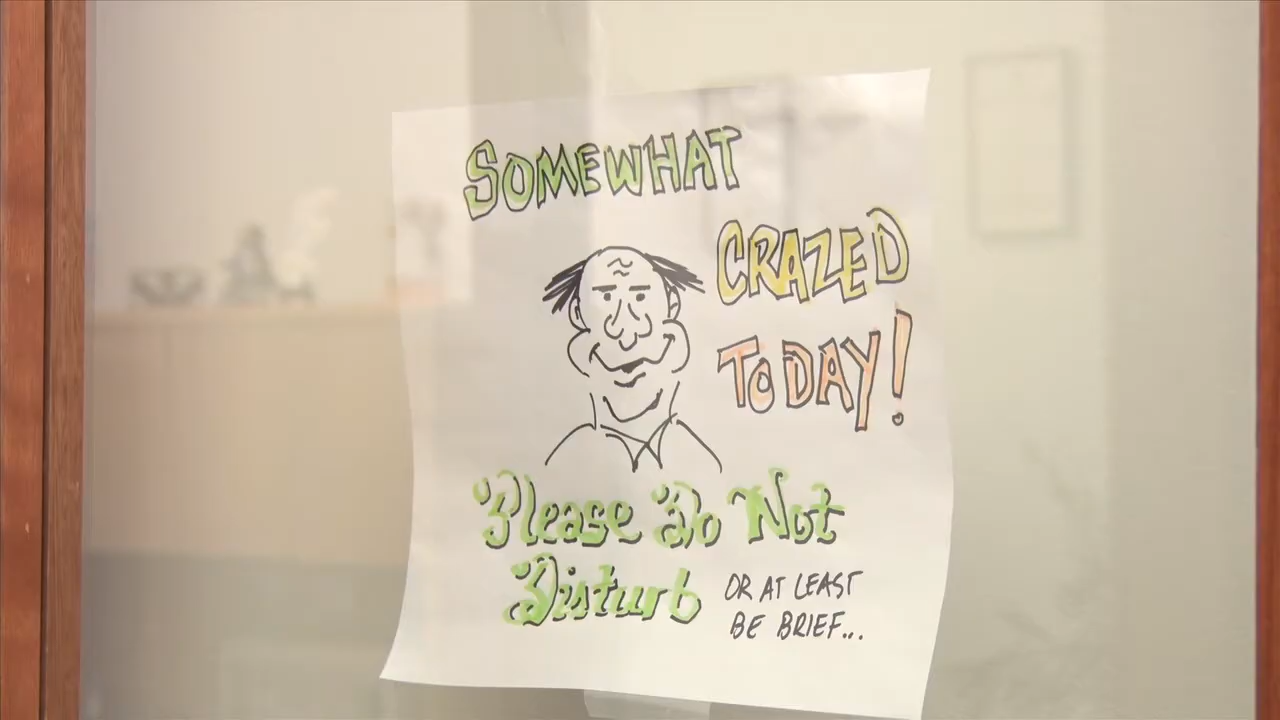 SOMEWHAT
CRAZED
TODAY!
Please Do Not
Disturb
OR AT LEAST
BE BRIEF...